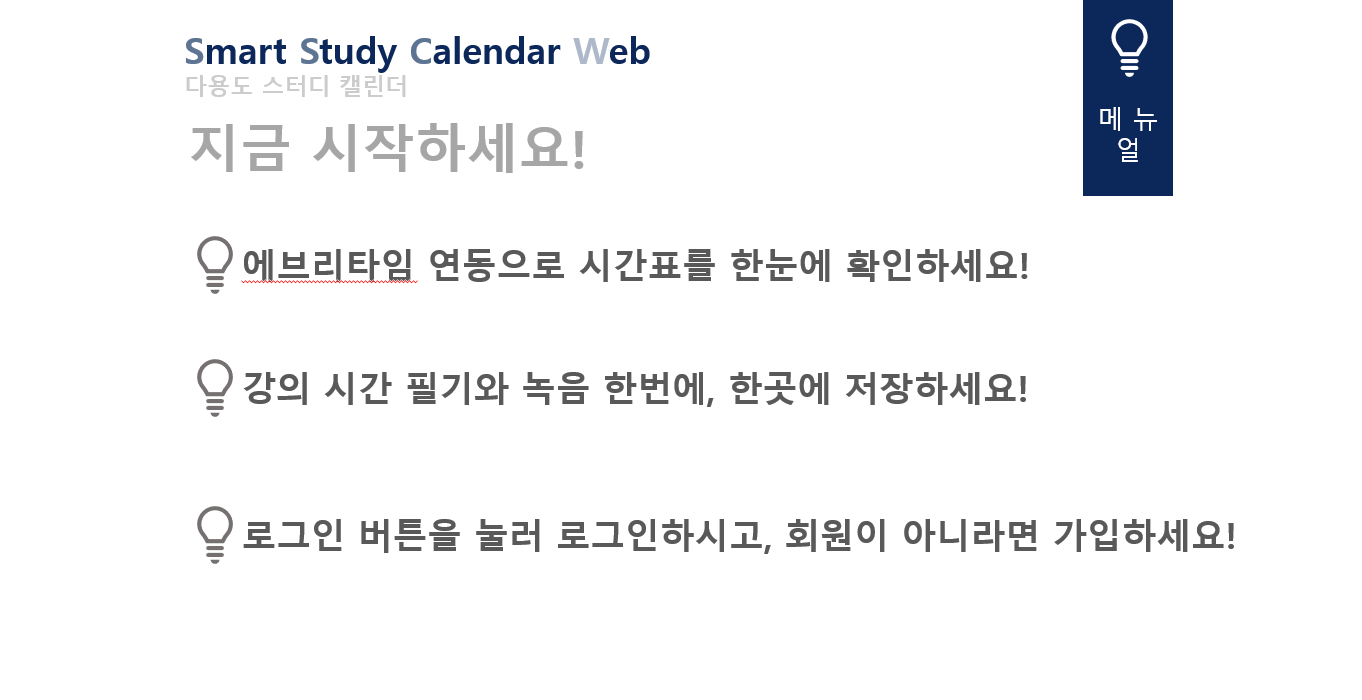 Smart Study Calendar Web
다용도 스터디 캘린더
지금 시작하세요!
메 뉴
얼
에브리타임 연동으로 시간표를 한눈에 확인하세요!
강의 시간 필기와 녹음 한번에, 한곳에 저장하세요!
로그인 버튼을 눌러 로그인하시고, 회원이 아니라면 가입하세요!